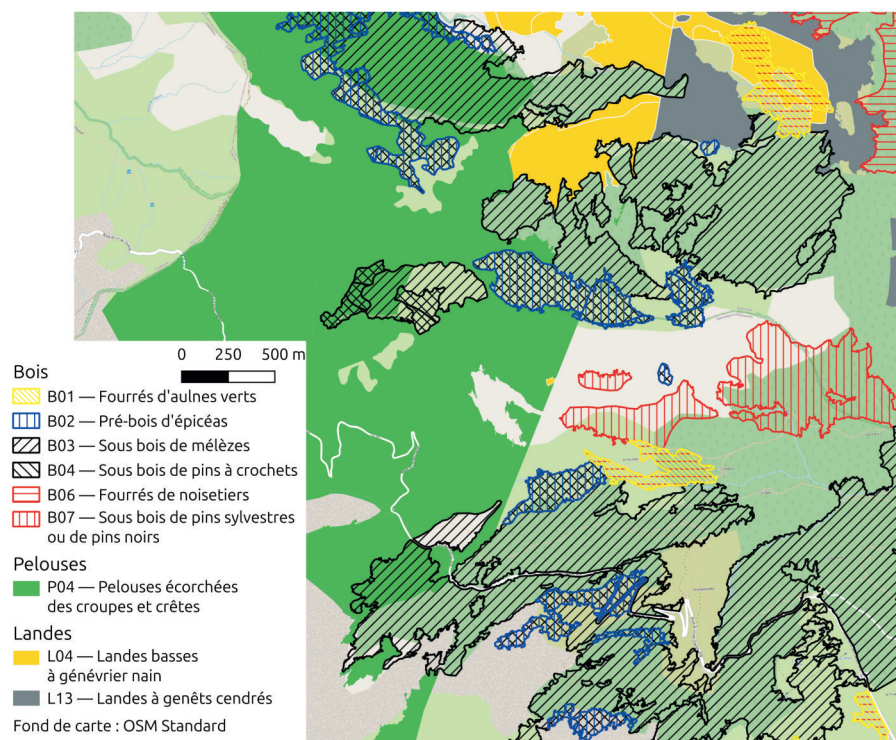 0 250 500 m
Bois
B01 — Fourrés d'aulnes verts
B02 — Pré-bois d'épicéas
B03 — Sous bois de mélèzes
B04 — Sous bois de pins à crochets
B06 — Fourrés de noisetiers
B07 — Sous bois de pins sylvestres
ou de pins noirs
Pelouses
P04 — Pelouses écorchées
des croupes et crêtes
Landes
L04 — Landes basses
à génévrier nain
L13 — Landes à genêts cendrés
Fond de carte : OSM Standard